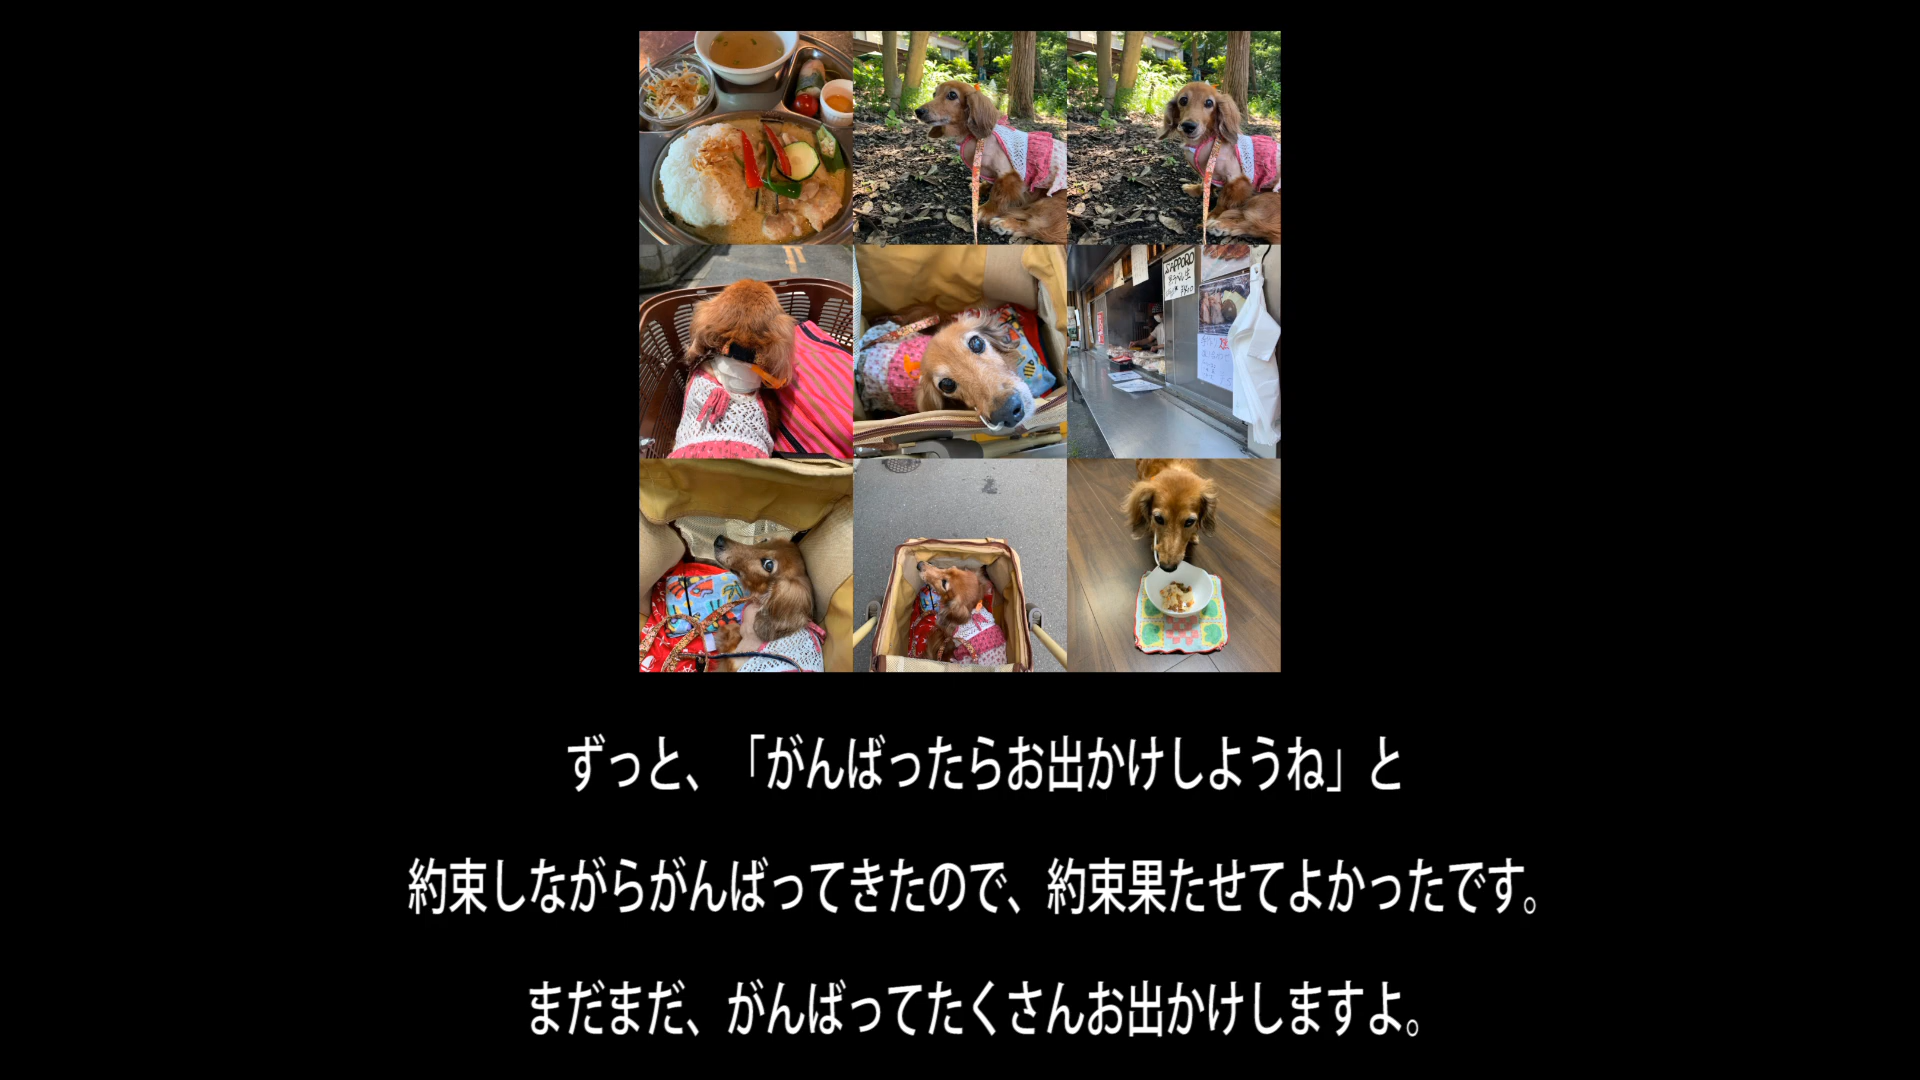 SAPPORO
ずっと、「がんばったらお出かけしようね」と
約束しながらがんばってきたので、約束果たせてよかったです。
まだまだ、がんばってたくさんお出かけしますよ。